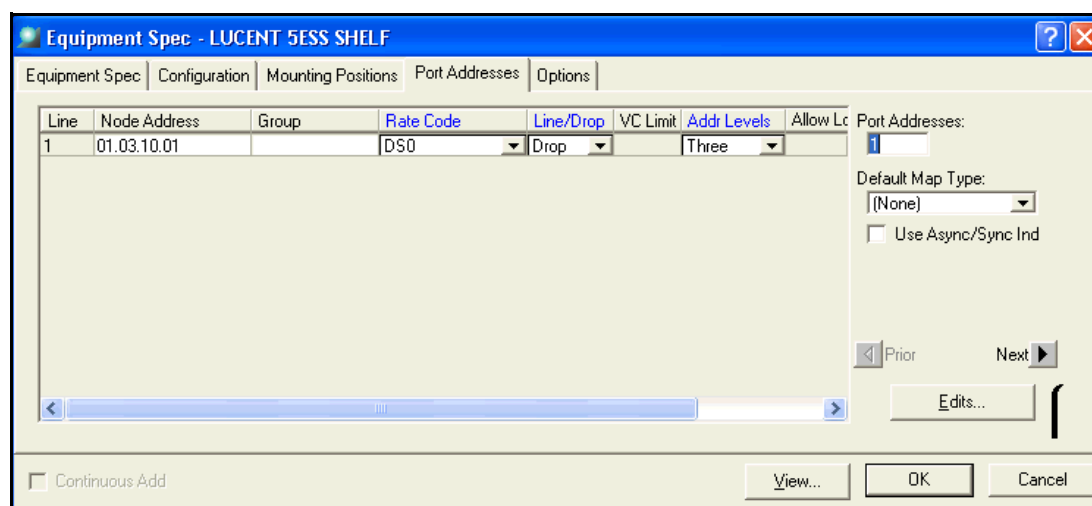 Equipment Spec - LUCENT 5ESS SHELF
Equipment Spec Configuration Mounting Positions Port Addresses Options
Line Node Address Group Rate Code Line/Drop VC Limit Addr Levels Allow Lo
1 01.03.10.01 DS0 Drop Three
Port Addresses:
1
Default Map Type:
(None)
Use Async/Sync Ind
Prior Next
Edits...
Continuous Add View... OK Cancel